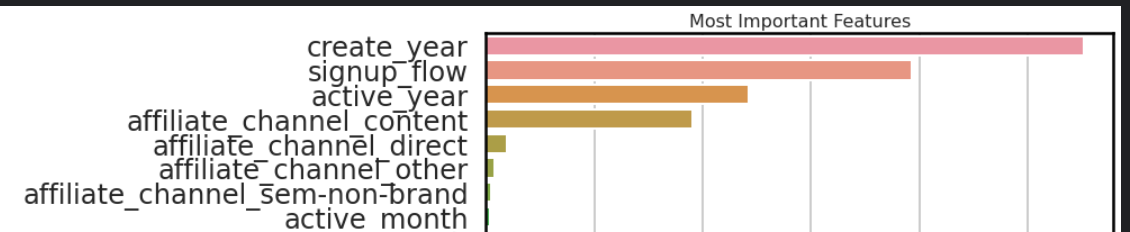 Most Important Features
create_year
signup_flow
active_year
affiliate_channel_content
affiliate_channel_direct
affiliate_channel_other
affiliate_channel_sem-non-brand
active_month